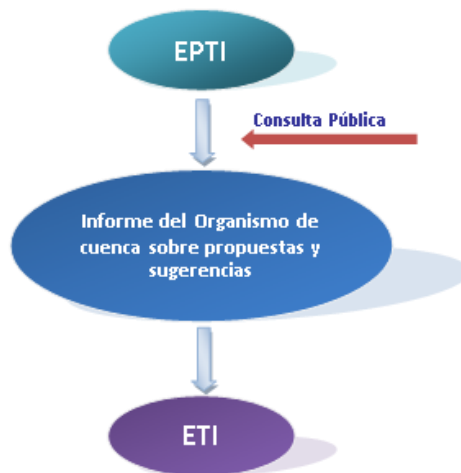 EPTI
Consulta Pública
Informe del Organismo de
cuenca sobre propuestas y
sugerencias
ETI